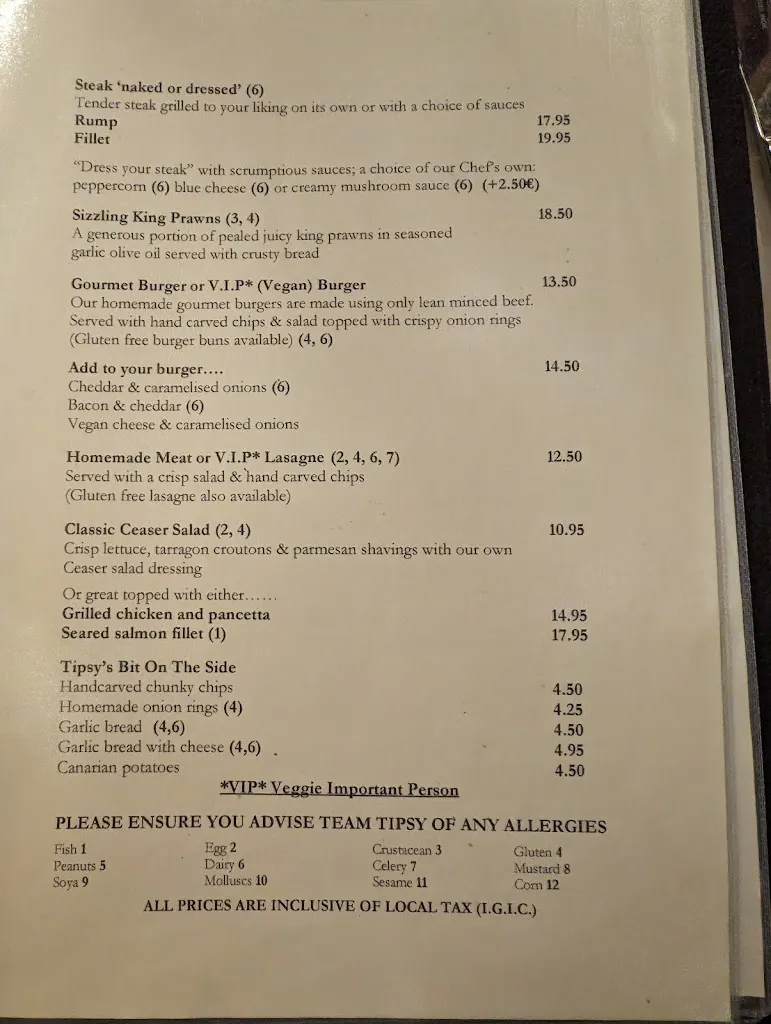 Steak 'naked or dressed' (6)
Tender steak grilled to your liking on its own or with a choice of sauces
Rump 17.95
Fillet 19.95
"Dress your steak" with scrumptious sauces; a choice of our Chef's own:
peppercorn (6) blue cheese (6) or creamy mushroom sauce (6) (+2.50€)
Sizzling King Prawns (3, 4) 18.50
A generous portion of pealed juicy king prawns in seasoned
garlic olive oil served with crusty bread
Gourmet Burger or V.I.P* (Vegan) Burger 13.50
Our homemade gourmet burgers are made using only lean minced beef.
Served with hand carved chips & salad topped with crispy onion rings
(Gluten free burger buns available) (4, 6)
Add to your burger.... 14.50
Cheddar & caramelised onions (6)
Bacon & cheddar (6)
Vegan cheese & caramelised onions
Homemade Meat or V.I.P* Lasagne (2, 4, 6, 7) 12.50
Served with a crisp salad & hand carved chips
(Gluten free lasagne also available)
Classic Ceaser Salad (2, 4) 10.95
Crisp lettuce, tarragon croutons & parmesan shavings with our own
Ceaser salad dressing
Or great topped with either......
Grilled chicken and pancetta 14.95
Seared salmon fillet (1) 17.95
Tipsy's Bit On The Side
Handcarved chunky chips 4.50
Homemade onion rings (4) 4.25
Garlic bread (4,6) 4.50
Garlic bread with cheese (4,6) 4.95
Canarian potatoes 4.50
*VIP* Veggie Important Person
PLEASE ENSURE YOU ADVISE TEAM TIPSY OF ANY ALLERGIES
Fish 1 Egg 2 Crustacean 3 Gluten 4
Peanuts 5 Dairy 6 Celery 7 Mustard 8
Soya 9 Molluscs 10 Sesame 11 Corn 12
ALL PRICES ARE INCLUSIVE OF LOCAL TAX (I.G.I.C.)